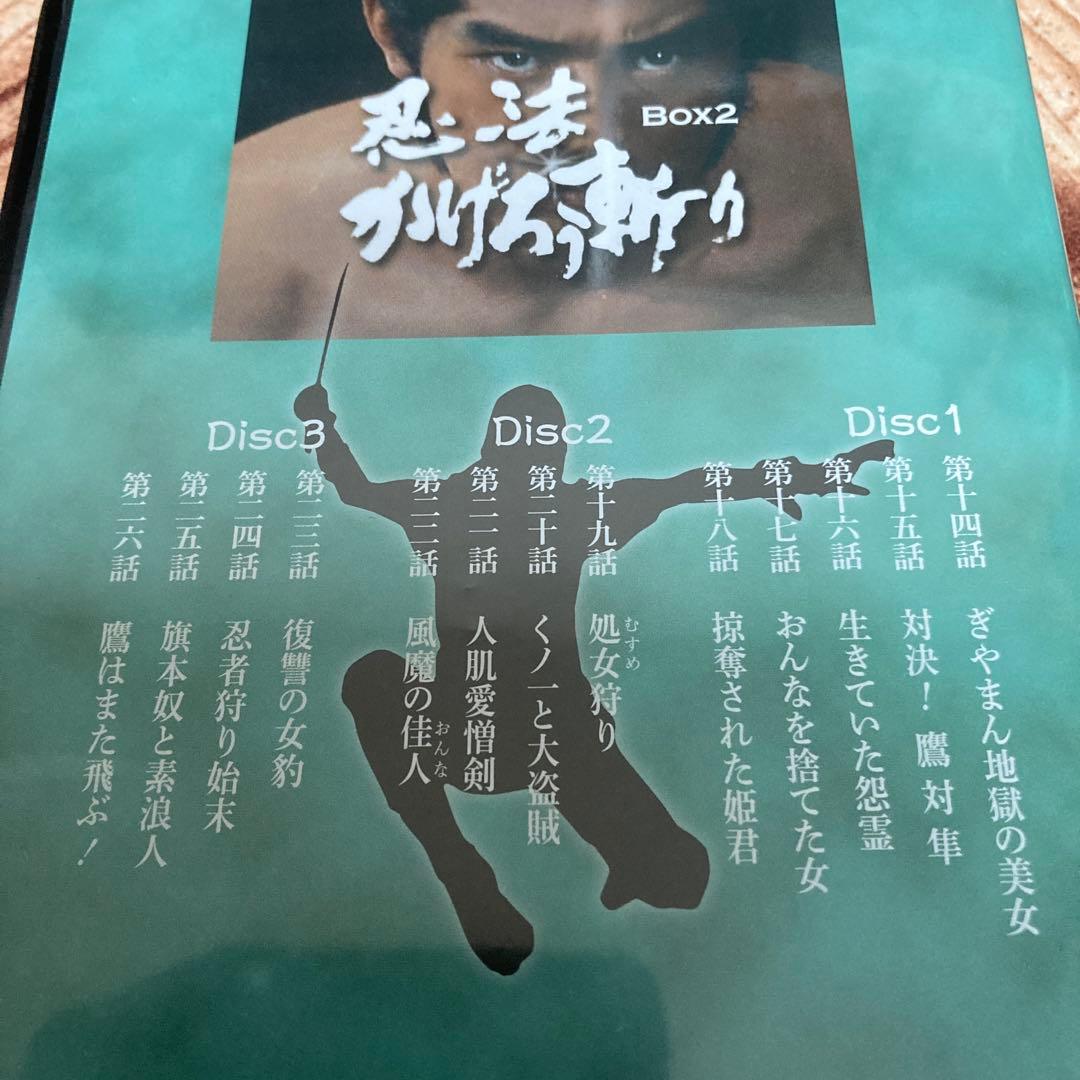 忍法
Box2
かげろう斬り
Disc1
第十四話 ぎやまん地獄の美女
第十五話 対決！鷹対隼
第十六話 生きていた怨霊
第十七話 おんなを捨てた女
第十八話 掠奪された姫君
Disc2
第十九話 処女狩り
むすめ
第二十話 くノ一と大盗賊
第二一話 人肌愛憎剣
第二二話 風魔の佳人
おんな
Disc3
第二三話 復讐の女豹
第二四話 忍者狩り始末
第二五話 旗本奴と素浪人
第二六話 鷹はまた飛ぶ！